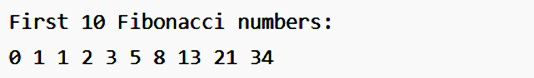 First 10 Fibonacci numbers:
0 1 1 2 3 5 8 13 21 34